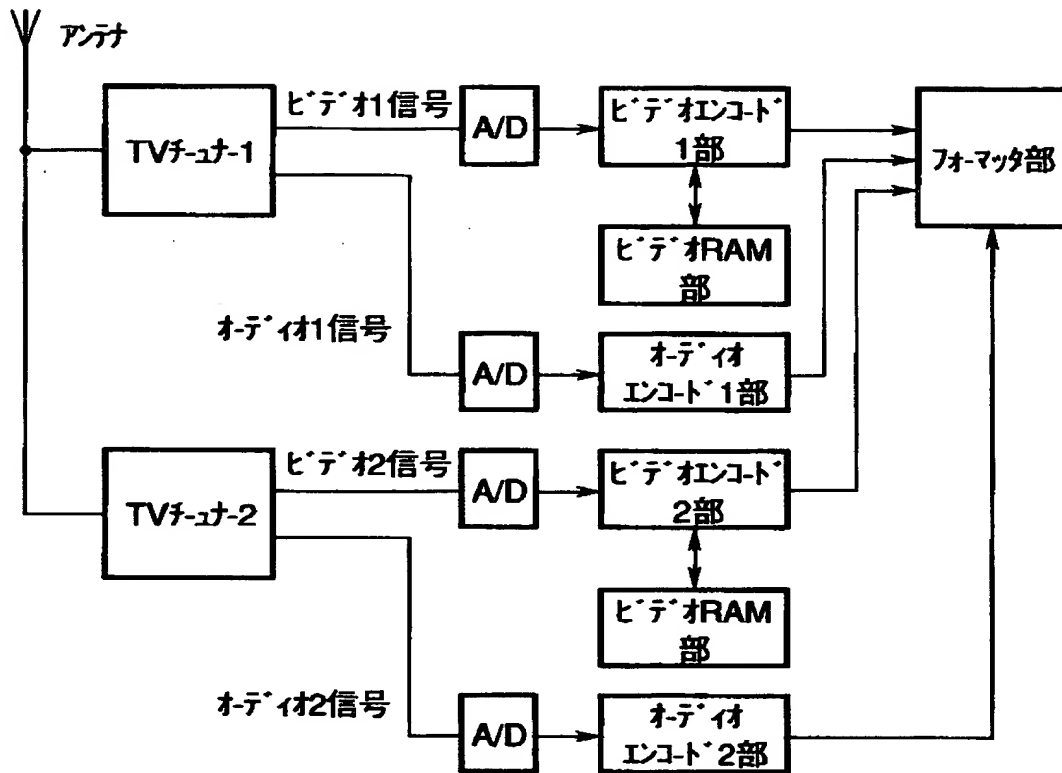 アンテナ
ビデオ1信号
A/D
ビデオエンコード
1部
TVチューナー1
フォーマッタ部
ビデオRAM
部
オーディオ1信号
A/D
オーディオ
エンコード1部
ビデオ2信号
A/D
ビデオエンコード
2部
TVチューナー2
ビデオRAM
部
オーディオ2信号
A/D
オーディオ
エンコード2部